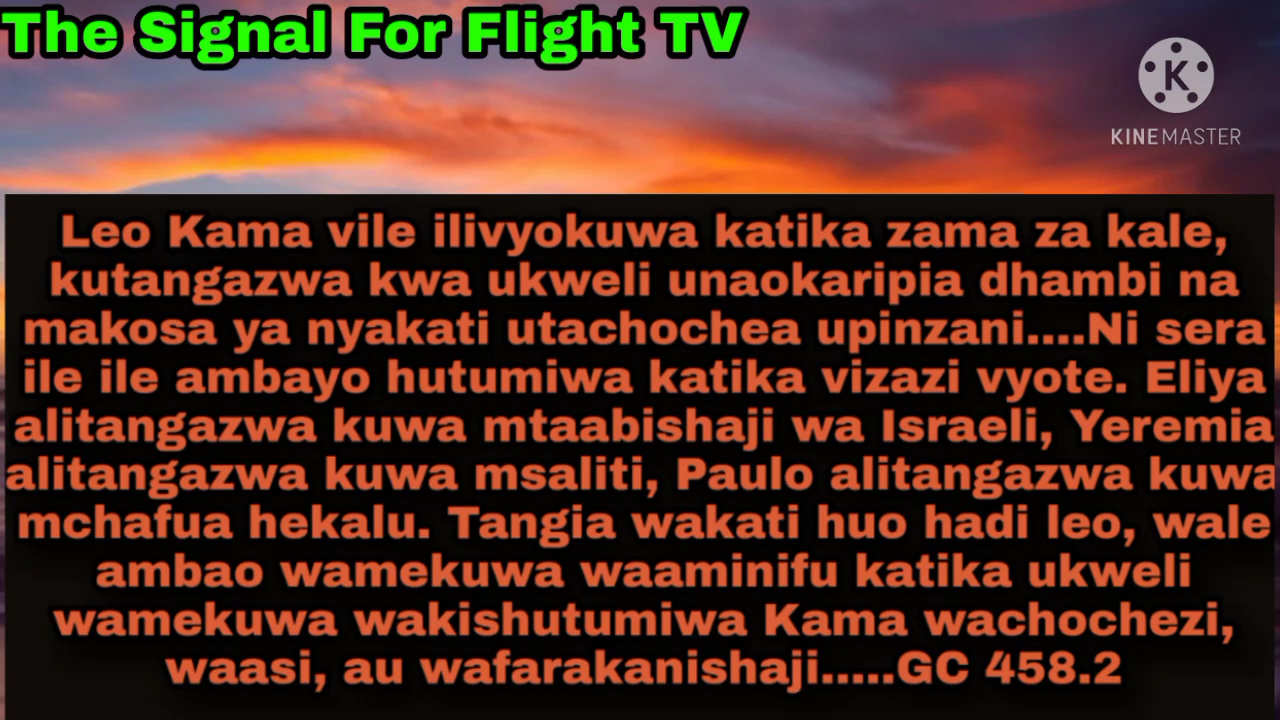 The Signal For Flight TV
K
KINEMASTER
Leo Kama vile ilivyokuwa katika zama za kale,
kutangazwa kwa ukweli unaokaripia dhambi na
makosa ya nyakati utachochea upinzani....Ni sera
ile ile ambayo hutumiwa katika vizazi vyote. Eliya
alitangazwa kuwa mtaabishaji wa Israeli, Yeremia
alitangazwa kuwa msaliti, Paulo alitangazwa kuwa
mchafua hekalu. Tangia wakati huo hadi leo, wale
ambao wamekuwa waaminifu katika ukweli
wamekuwa wakishutumiwa Kama wachochezi,
waasi, au wafarakanishaji.....GC 458.2